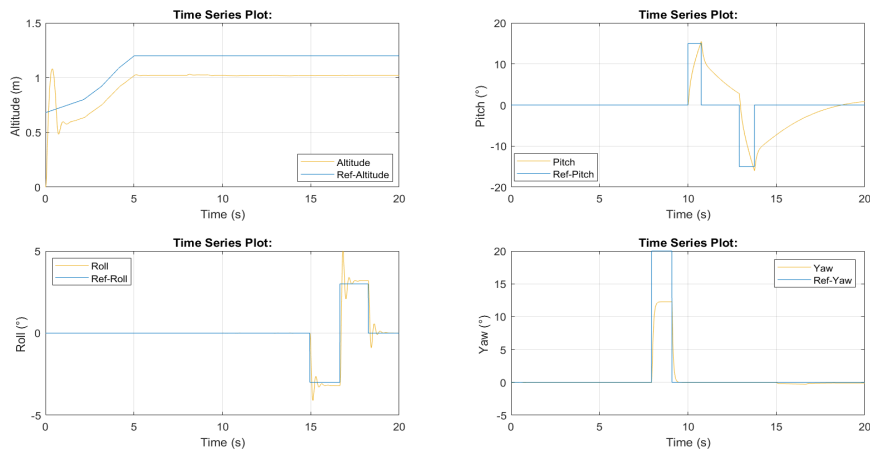 Time Series Plot:
1.5
1
0.5
0
Altitude (m)
Altitude
Ref-Altitude
0
5
10
15
20
Time (s)
Time Series Plot:
20
10
0
-10
-20
Pitch (°)
Pitch
Ref-Pitch
0
5
10
15
20
Time (s)
Time Series Plot:
5
0
-5
Roll (°)
Roll
Ref-Roll
0
5
10
15
20
Time (s)
Time Series Plot:
20
15
10
5
0
-5
Yaw (°)
Yaw
Ref-Yaw
0
5
10
15
20
Time (s)